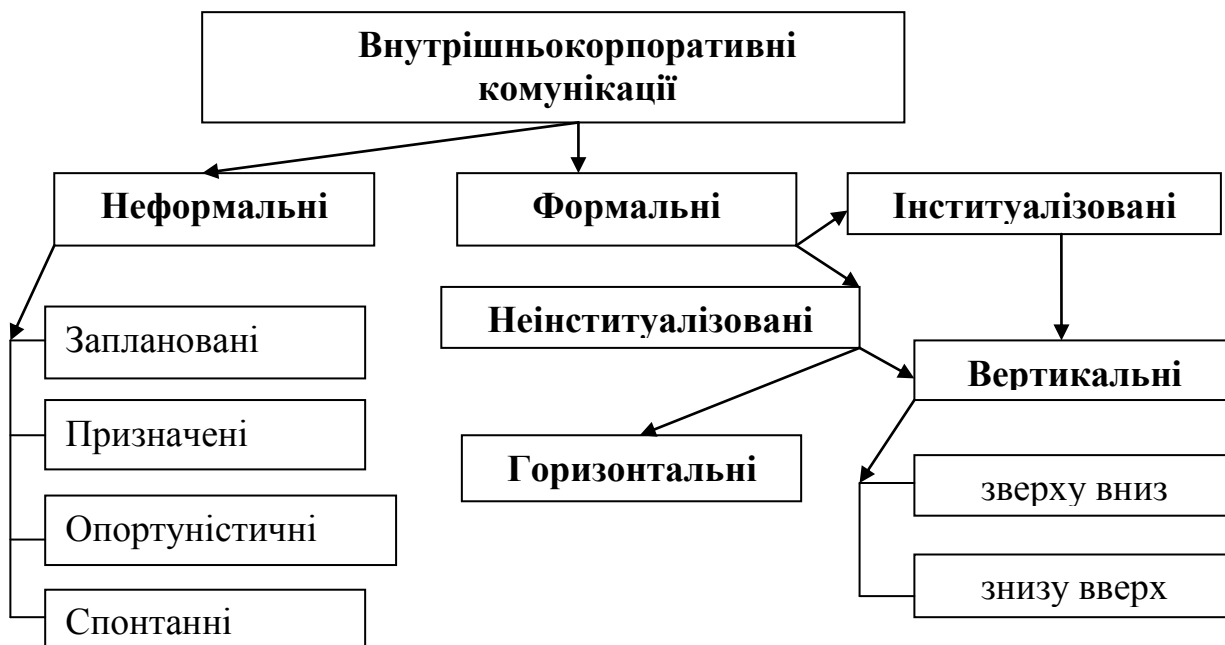 Внутрішньокорпоративні
комунікації
Неформальні
Формальні
Інституалізовані
Неінституалізовані
Вертикальні
Горизонтальні
Заплановані
Призначені
Опортуністичні
Спонтанні
зверху вниз
знизу вверх